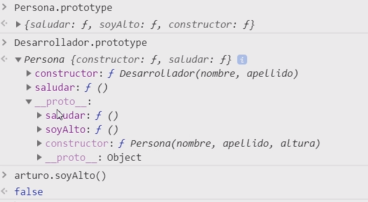 > Persona.prototype
< ▶ {saludar: ƒ, soyAlto: ƒ, constructor: ƒ}
> Desarrollador.prototype
< ▼ Persona {constructor: ƒ, saludar: ƒ} i
▶ constructor: ƒ Desarrollador(nombre, apellido)
▶ saludar: ƒ ()
▼ __proto__:
▶ saludar: ƒ ()
▶ soyAlto: ƒ ()
▶ constructor: ƒ Persona(nombre, apellido, altura)
▶ __proto__: Object
> arturo.soyAlto()
< false